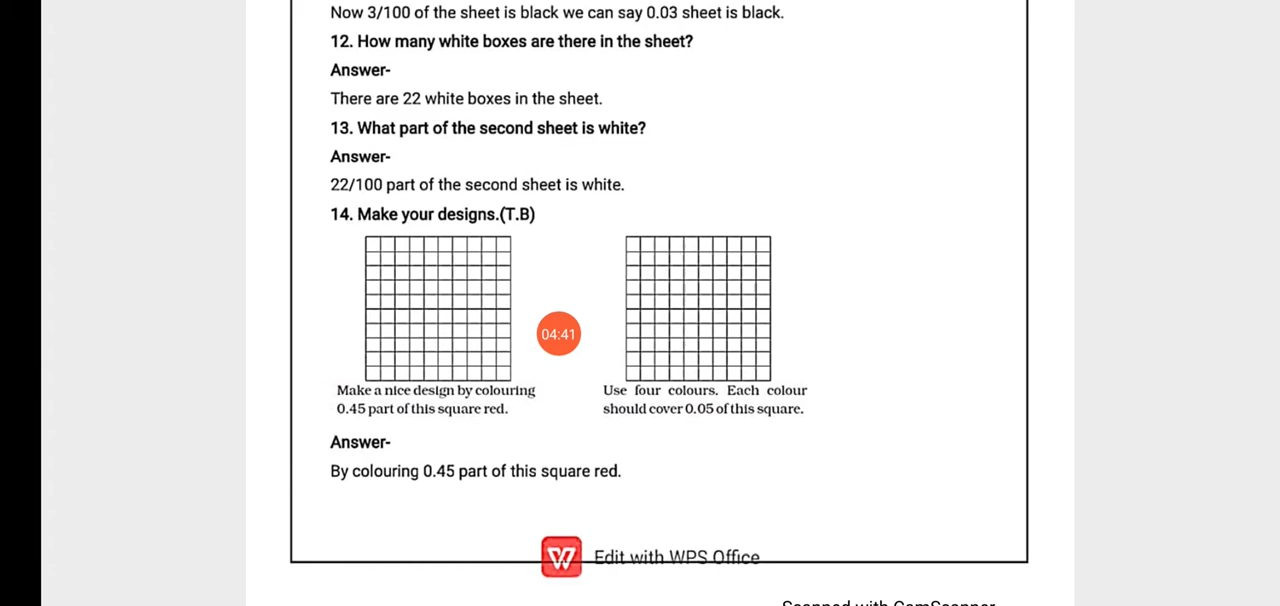 Now 3/100 of the sheet is black we can say 0.03 sheet is black.
12. How many white boxes are there in the sheet?
Answer-
There are 22 white boxes in the sheet.
13. What part of the second sheet is white?
Answer-
22/100 part of the second sheet is white.
14. Make your designs.(T.B)
04:41
Make a nice design by colouring
0.45 part of this square red.
Use four colours. Each colour
should cover 0.05 of this square.
Answer-
By colouring 0.45 part of this square red.
Edit with WPS Office
Scanned with CamScanner